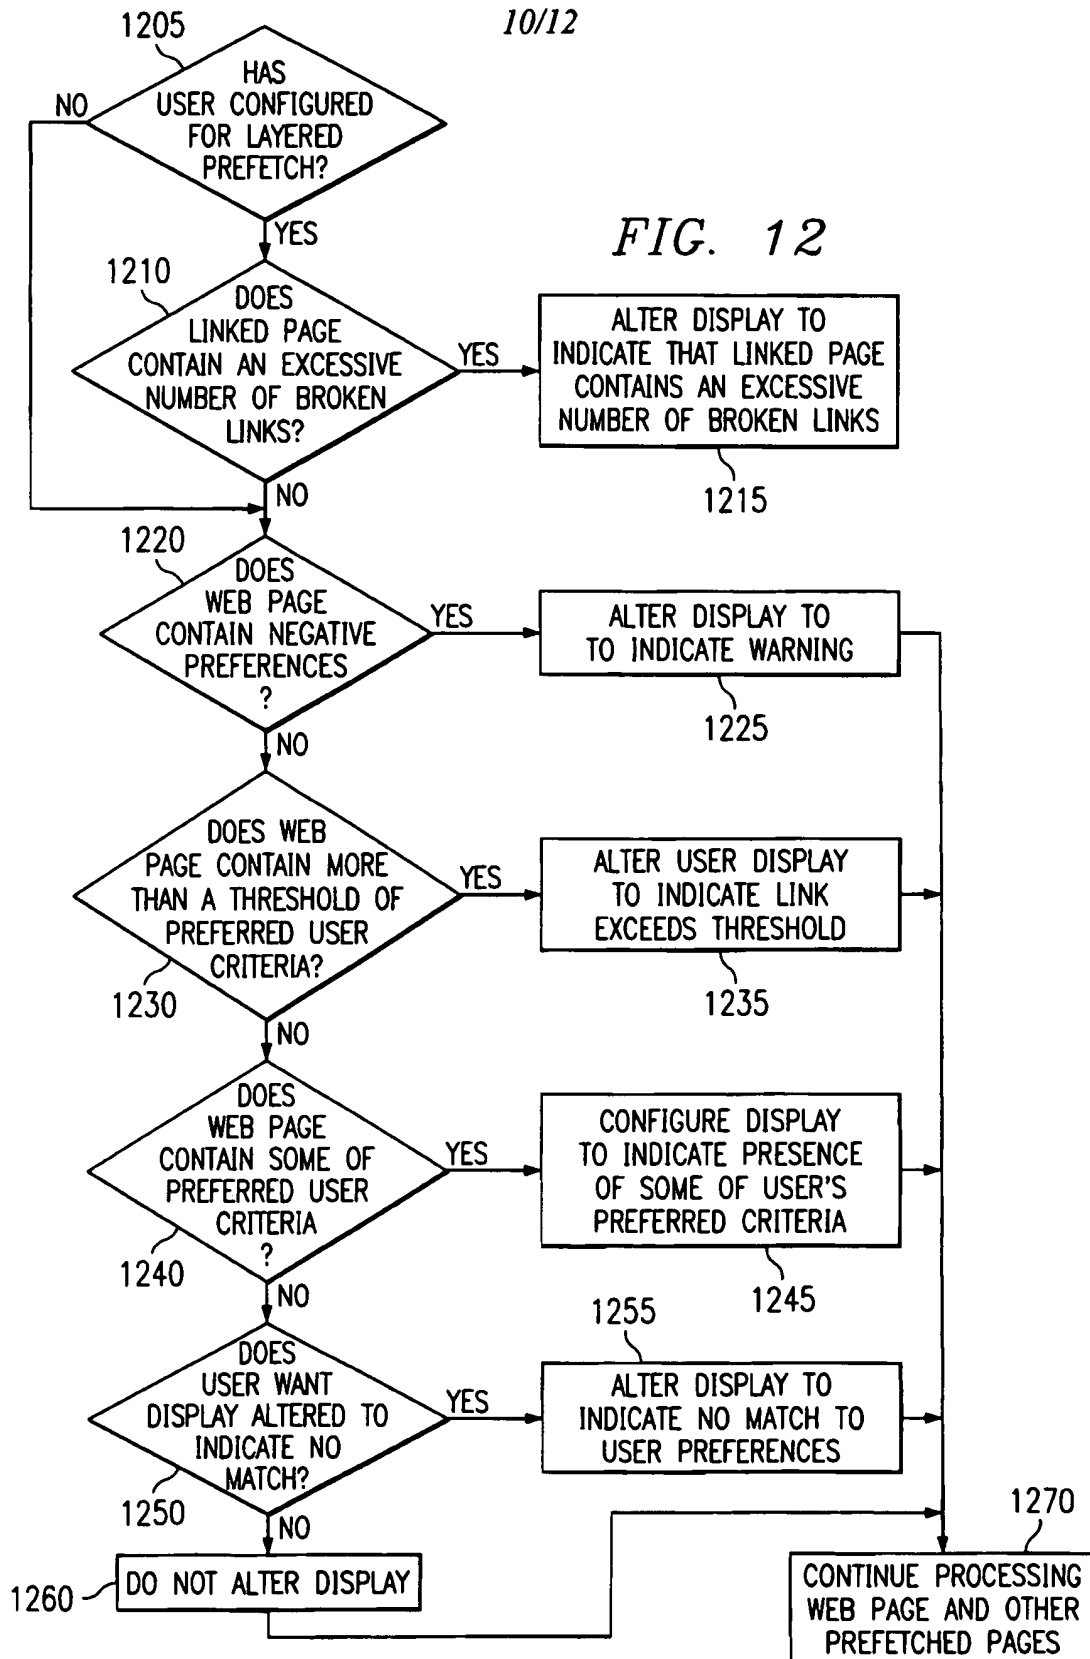 10/12
1205
HAS
USER CONFIGURED
FOR LAYERED
PREFETCH?
NO
YES
FIG. 12
1210
DOES
LINKED PAGE
CONTAIN AN EXCESSIVE
NUMBER OF BROKEN
LINKS?
YES
ALTER DISPLAY TO
INDICATE THAT LINKED PAGE
CONTAINS AN EXCESSIVE
NUMBER OF BROKEN LINKS
1215
NO
1220
DOES
WEB PAGE
CONTAIN NEGATIVE
PREFERENCES
?
YES
ALTER DISPLAY TO
TO INDICATE WARNING
1225
NO
DOES WEB
PAGE CONTAIN MORE
THAN A THRESHOLD OF
PREFERRED USER
CRITERIA?
1230
YES
ALTER USER DISPLAY
TO INDICATE LINK
EXCEEDS THRESHOLD
1235
NO
DOES
WEB PAGE
CONTAIN SOME OF
PREFERRED USER
CRITERIA
?
1240
YES
CONFIGURE DISPLAY
TO INDICATE PRESENCE
OF SOME OF USER'S
PREFERRED CRITERIA
1245
NO
DOES
USER WANT
DISPLAY ALTERED TO
INDICATE NO
MATCH?
1250
YES
1255
ALTER DISPLAY TO
INDICATE NO MATCH TO
USER PREFERENCES
NO
1260
DO NOT ALTER DISPLAY
1270
CONTINUE PROCESSING
WEB PAGE AND OTHER
PREFETCHED PAGES